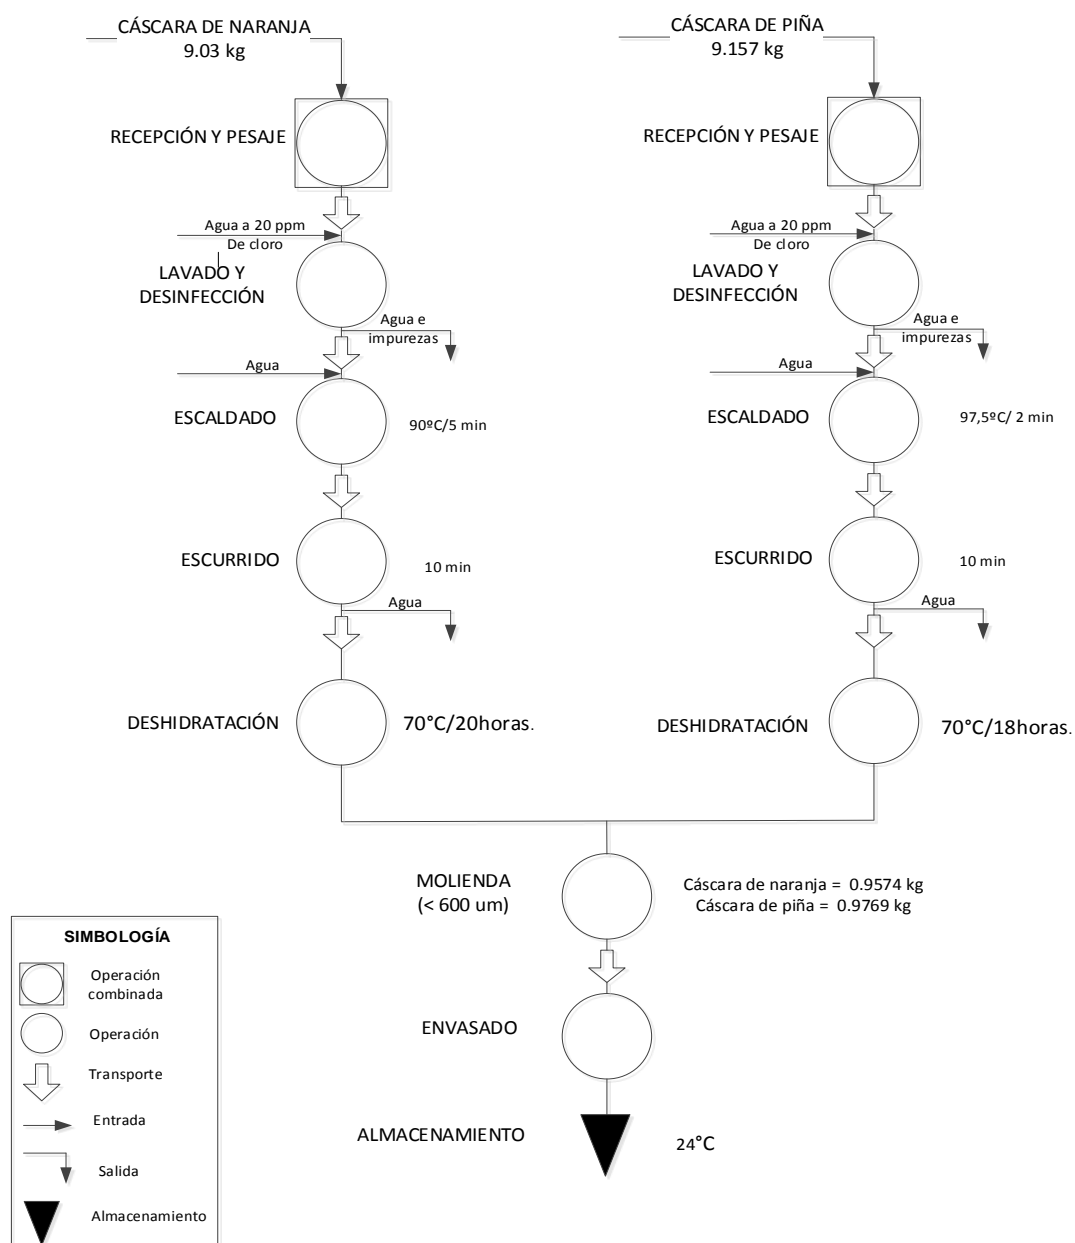 CÁSCARA DE NARANJA
9.03 kg
RECEPCIÓN Y PESAJE
Agua a 20 ppm
De cloro
LAVADO Y
DESINFECCIÓN
Agua e
impurezas
Agua
ESCALDADO
90ºC/5 min
ESCURRIDO
10 min
Agua
DESHIDRATACIÓN
70°C/20horas.
CÁSCARA DE PIÑA
9.157 kg
RECEPCIÓN Y PESAJE
Agua a 20 ppm
De cloro
LAVADO Y
DESINFECCIÓN
Agua e
impurezas
Agua
ESCALDADO
97,5ºC/ 2 min
ESCURRIDO
10 min
Agua
DESHIDRATACIÓN
70°C/18horas.
MOLIENDA
(< 600 um)
Cáscara de naranja = 0.9574 kg
Cáscara de piña = 0.9769 kg
ENVASADO
ALMACENAMIENTO
24°C
SIMBOLOGÍA
Operación
combinada
Operación
Transporte
Entrada
Salida
Almacenamiento